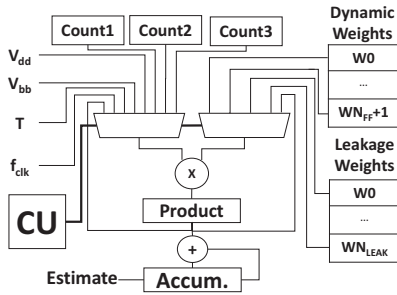 Count1
Count2
Count3
Dynamic
Weights
W0
...
WN_FF+1
V_dd
V_bb
T
f_clk
CU
x
Product
+
Estimate
Accum.
Leakage
Weights
W0
...
WN_LEAK